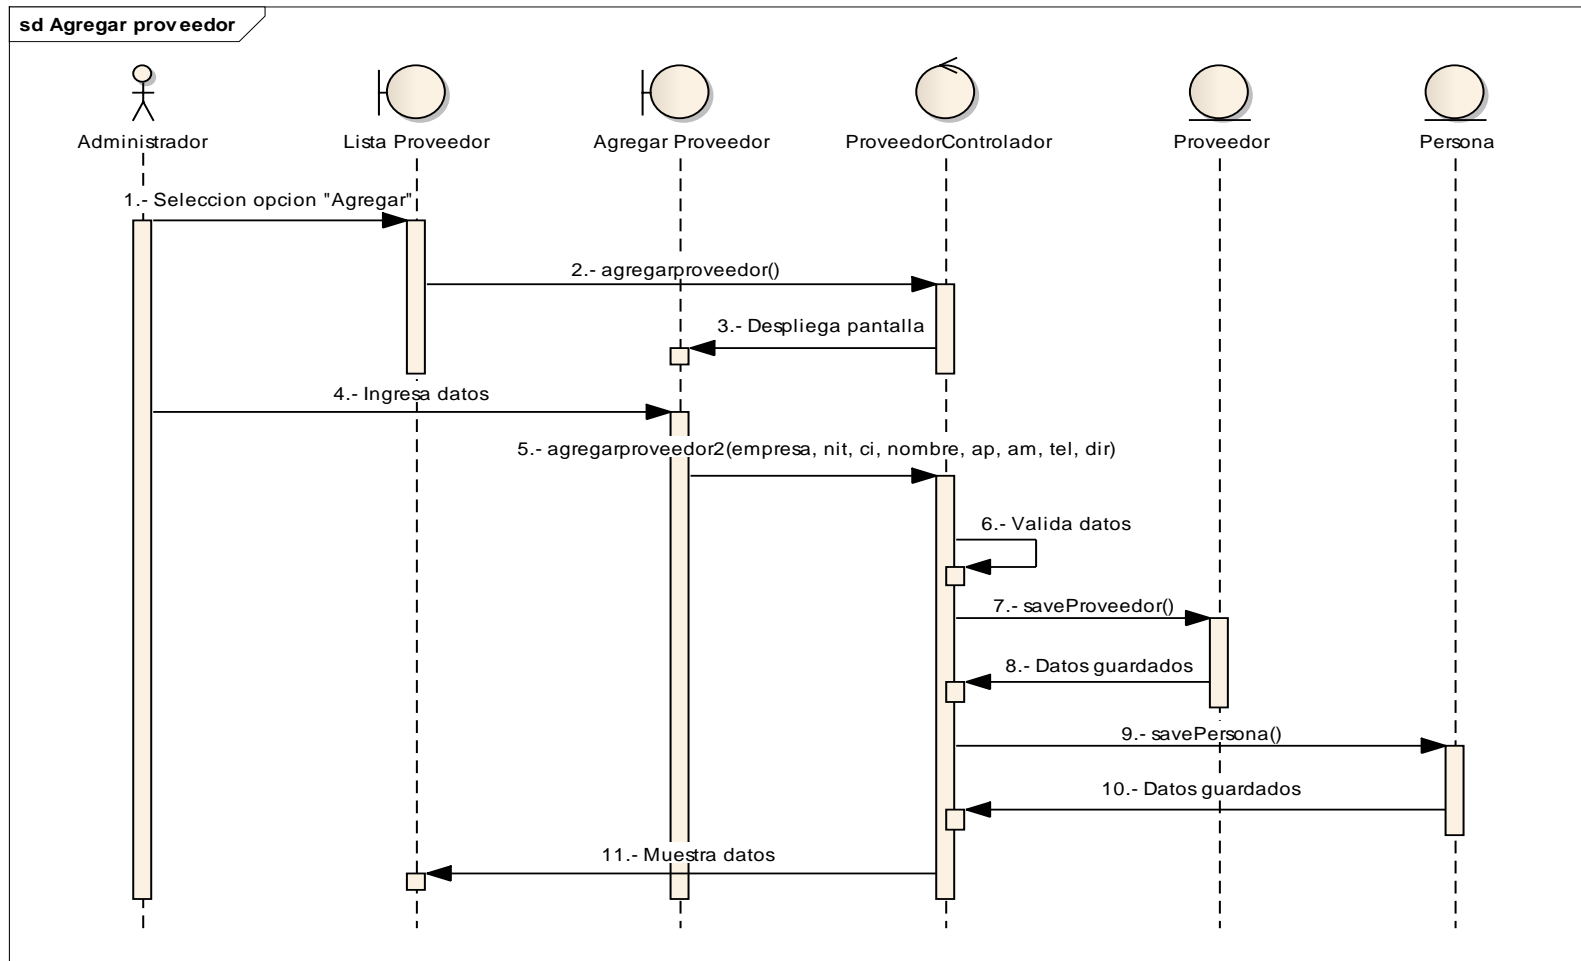 sd Agregar proveedor
Administrador
Lista Proveedor
Agregar Proveedor
ProveedorControlador
Proveedor
Persona
1.- Seleccion opcion "Agregar"
2.- agregarproveedor()
3.- Despliega pantalla
4.- Ingresa datos
5.- agregarproveedor2(empresa, nit, ci, nombre, ap, am, tel, dir)
6.- Valida datos
7.- saveProveedor()
8.- Datos guardados
9.- savePersona()
10.- Datos guardados
11.- Muestra datos